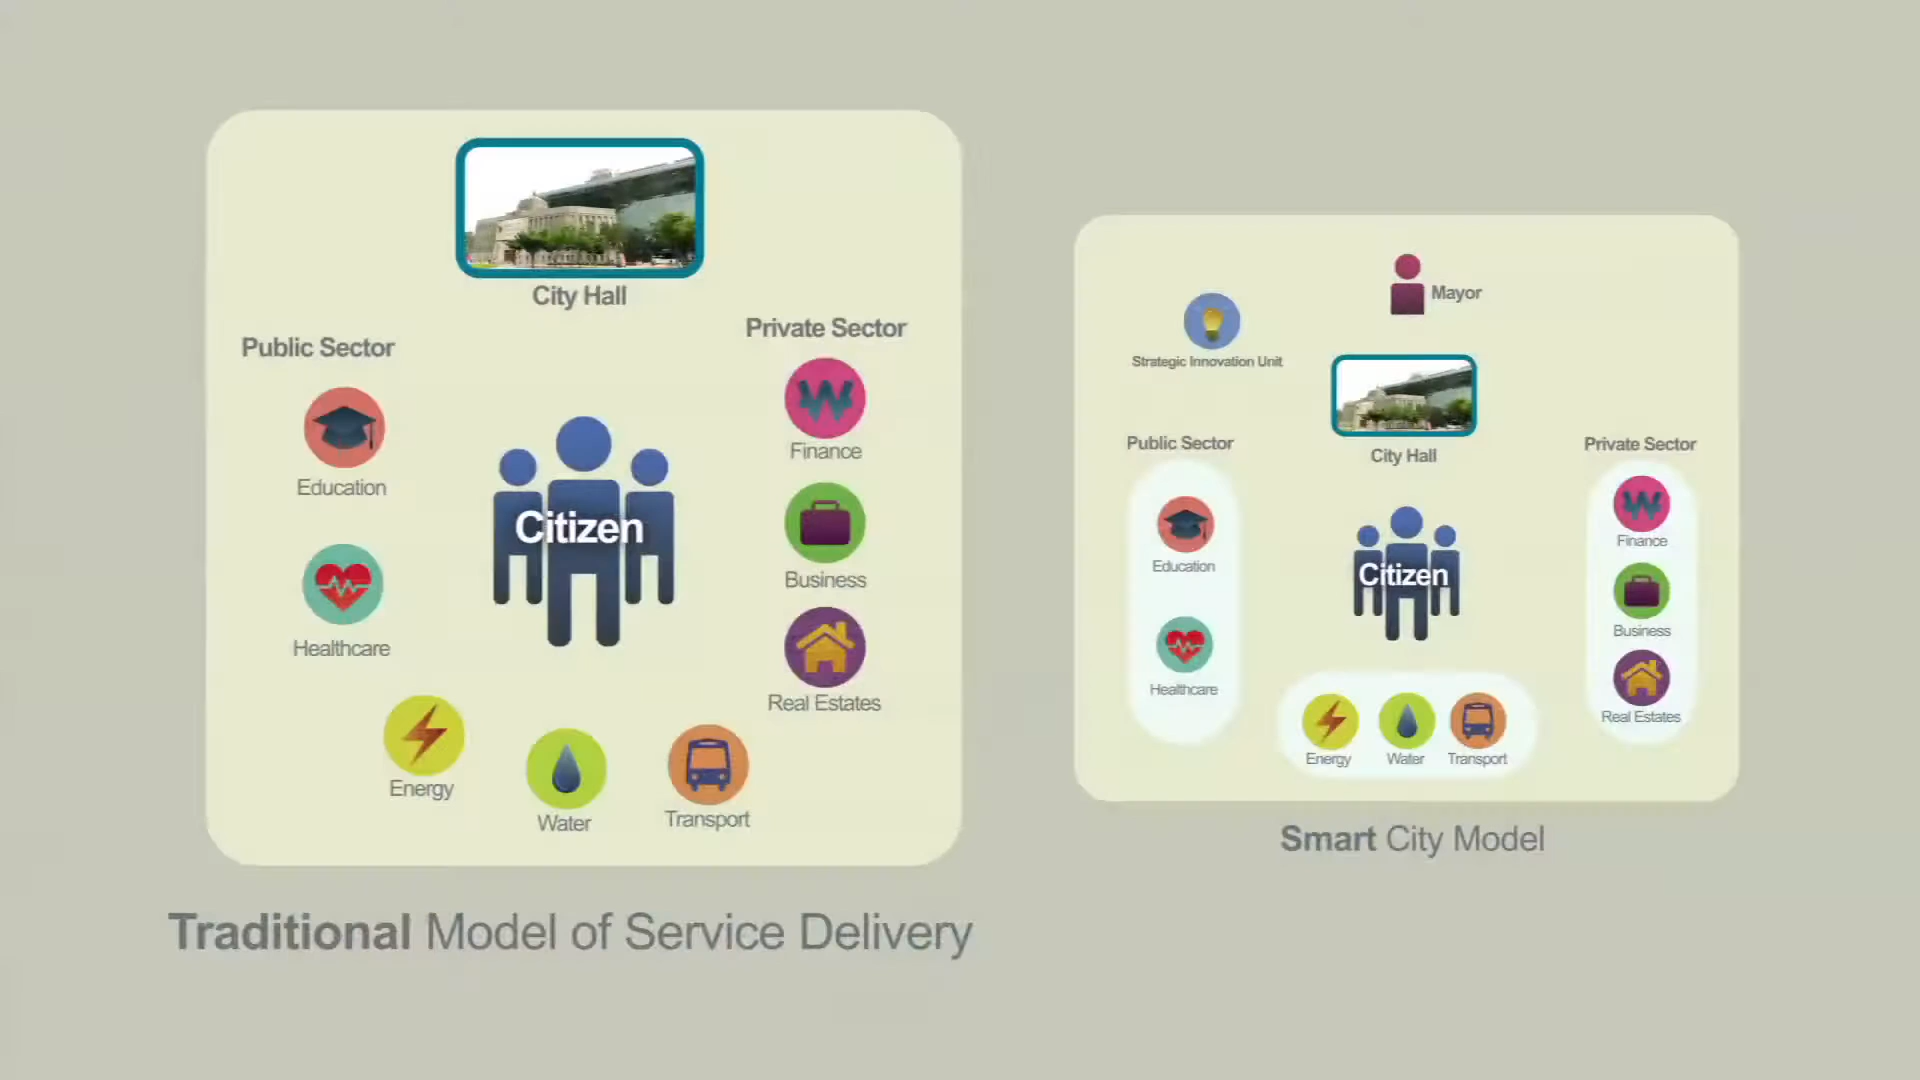 City Hall
Public Sector
Private Sector
Education
Finance
Citizen
Business
Healthcare
Real Estates
Energy
Water
Transport
Traditional Model of Service Delivery
Mayor
Strategic Innovation Unit
City Hall
Public Sector
Private Sector
Education
Finance
Citizen
Business
Healthcare
Real Estates
Energy
Water
Transport
Smart City Model